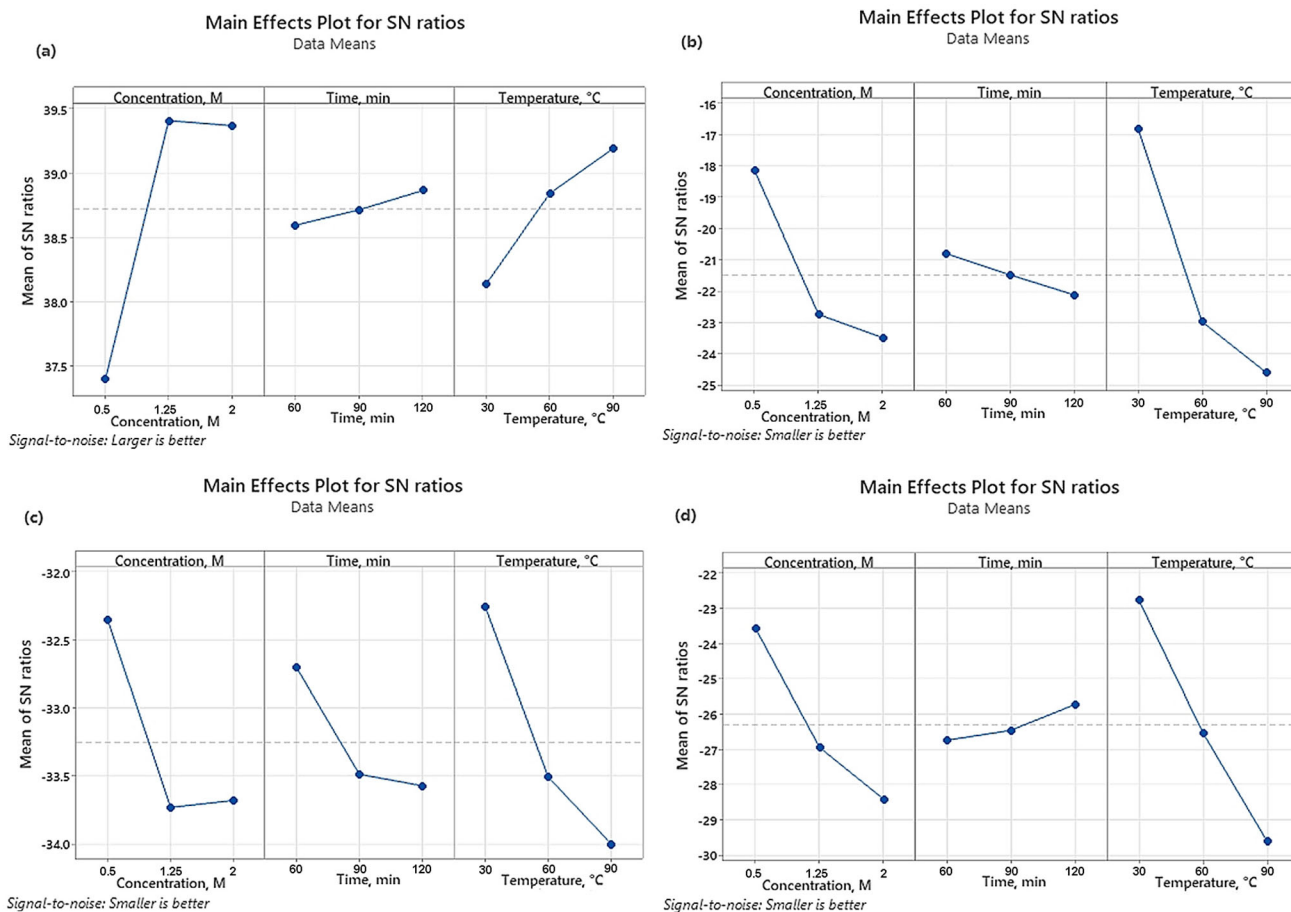 Main Effects Plot for SN ratios
Data Means
(a)
Concentration, M Time, min Temperature, °C
39.5
39.0
38.5
38.0
37.5
Mean of SN ratios
0.5 1.25 2 60 90 120 30 60 90
Concentration, M Time, min Temperature, °C
Signal-to-noise: Larger is better
Main Effects Plot for SN ratios
Data Means
(b)
Concentration, M Time, min Temperature, °C
-16
-17
-18
-19
-20
-21
-22
-23
-24
-25
Mean of SN ratios
0.5 1.25 2 60 90 120 30 60 90
Concentration, M Time, min Temperature, °C
Signal-to-noise: Smaller is better
Main Effects Plot for SN ratios
Data Means
(c)
Concentration, M Time, min Temperature, °C
-32.0
-32.5
-33.0
-33.5
-34.0
Mean of SN ratios
0.5 1.25 2 60 90 120 30 60 90
Concentration, M Time, min Temperature, °C
Signal-to-noise: Smaller is better
Main Effects Plot for SN ratios
Data Means
(d)
Concentration, M Time, min Temperature, °C
-22
-23
-24
-25
-26
-27
-28
-29
-30
Mean of SN ratios
0.5 1.25 2 60 90 120 30 60 90
Concentration, M Time, min Temperature, °C
Signal-to-noise: Smaller is better